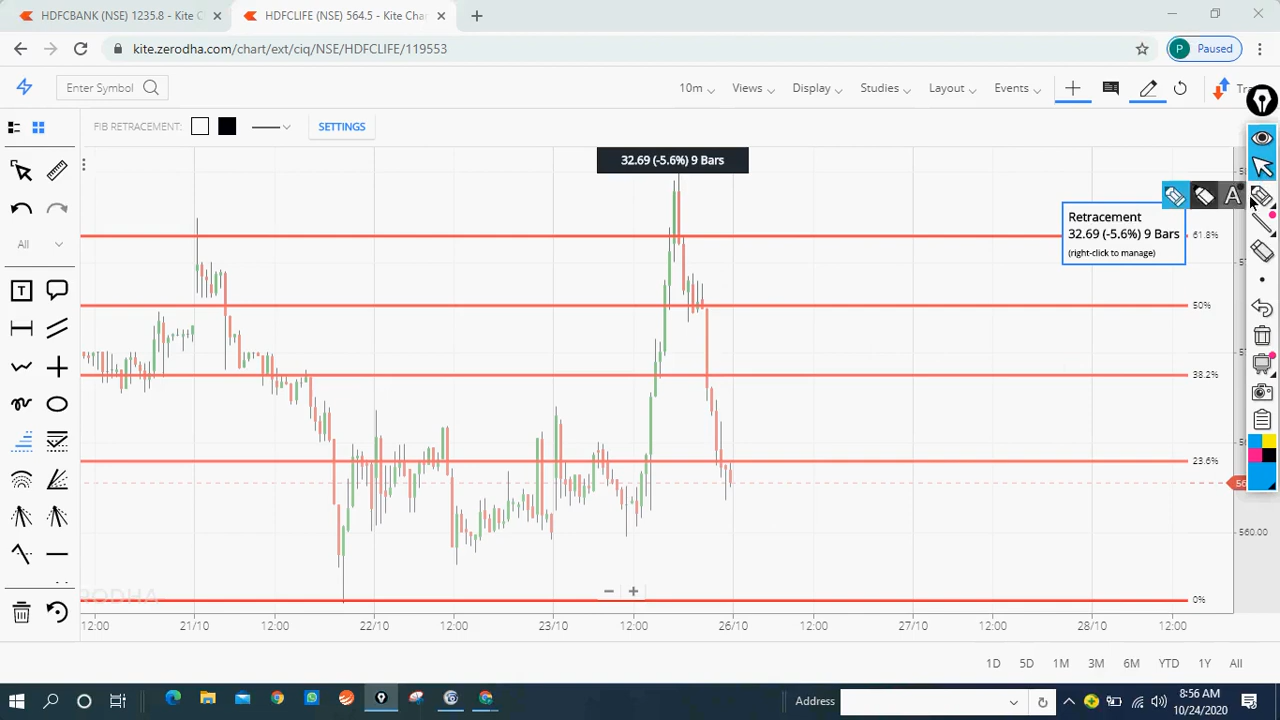 HDFCBANK (NSE) 1235.8 - Kite C
HDFCLIFE (NSE) 564.5 - Kite Char
kite.zerodha.com/chart/ext/ciq/NSE/HDFCLIFE/119553
P Paused
Enter Symbol
10m Views Display Studies Layout Events
FIB RETRACEMENT: SETTINGS
32.69 (-5.6%) 9 Bars
A
All
T
Retracement
32.69 (-5.6%) 9 Bars
(right-click to manage)
61.8%
50%
38.2%
23.6%
560.00
0%
12:00 21/10 12:00 22/10 12:00 23/10 12:00 26/10 12:00 27/10 12:00 28/10 12:00
1D 5D 1M 3M 6M YTD 1Y All
Address
8:56 AM
10/24/2020